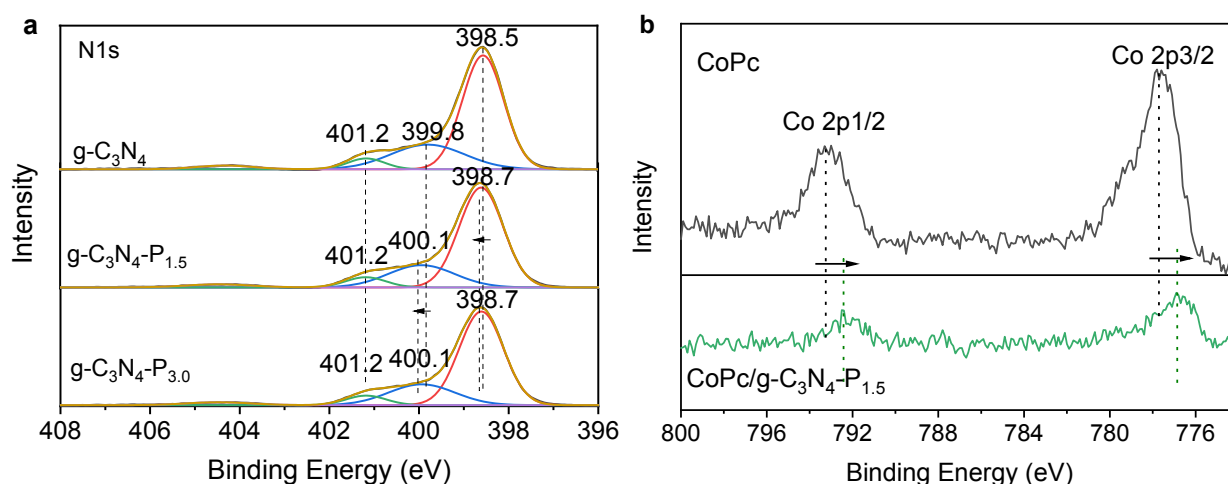 a
N1s
398.5
401.2
399.8
g-C₃N₄
398.7
401.2
400.1
g-C₃N₄-P₁.₅
398.7
401.2
400.1
g-C₃N₄-P₃.₀
Intensity
408 406 404 402 400 398 396
Binding Energy (eV)
b
CoPc
Co 2p3/2
Co 2p1/2
CoPc/g-C₃N₄-P₁.₅
Intensity
800 796 792 788 784 780 776
Binding Energy (eV)